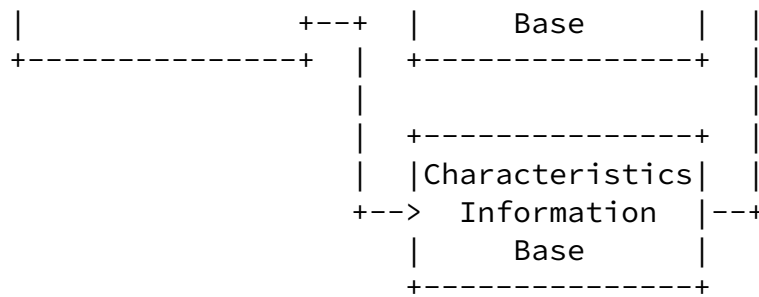 |               +--+  |     Base      |  |
+---------------+  |  +---------------+  |
                   |                     |
                   |  +---------------+  |
                   |  |Characteristics|  |
                   +-->  Information  |--+
                      |     Base      |
                      +---------------+